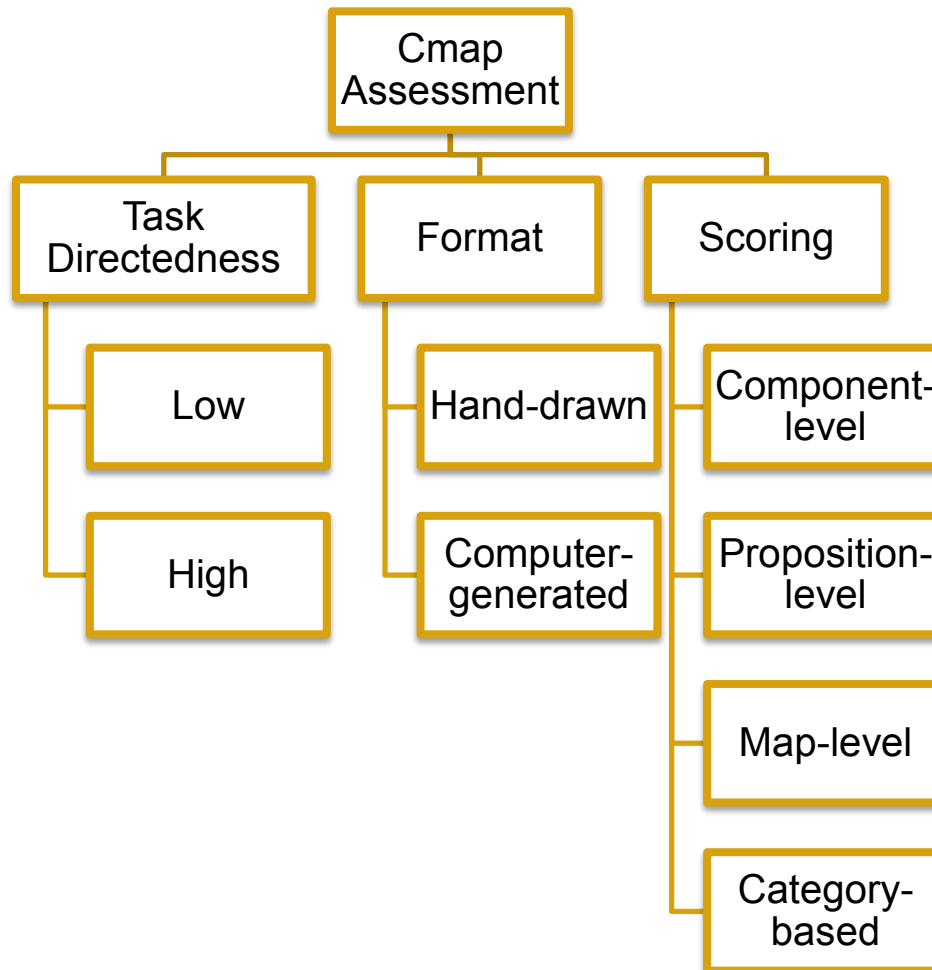 Cmap
Assessment
Task
Directedness
Format
Scoring
Low
Hand-drawn
Component-
level
High
Computer-
generated
Proposition-
level
Map-level
Category-
based